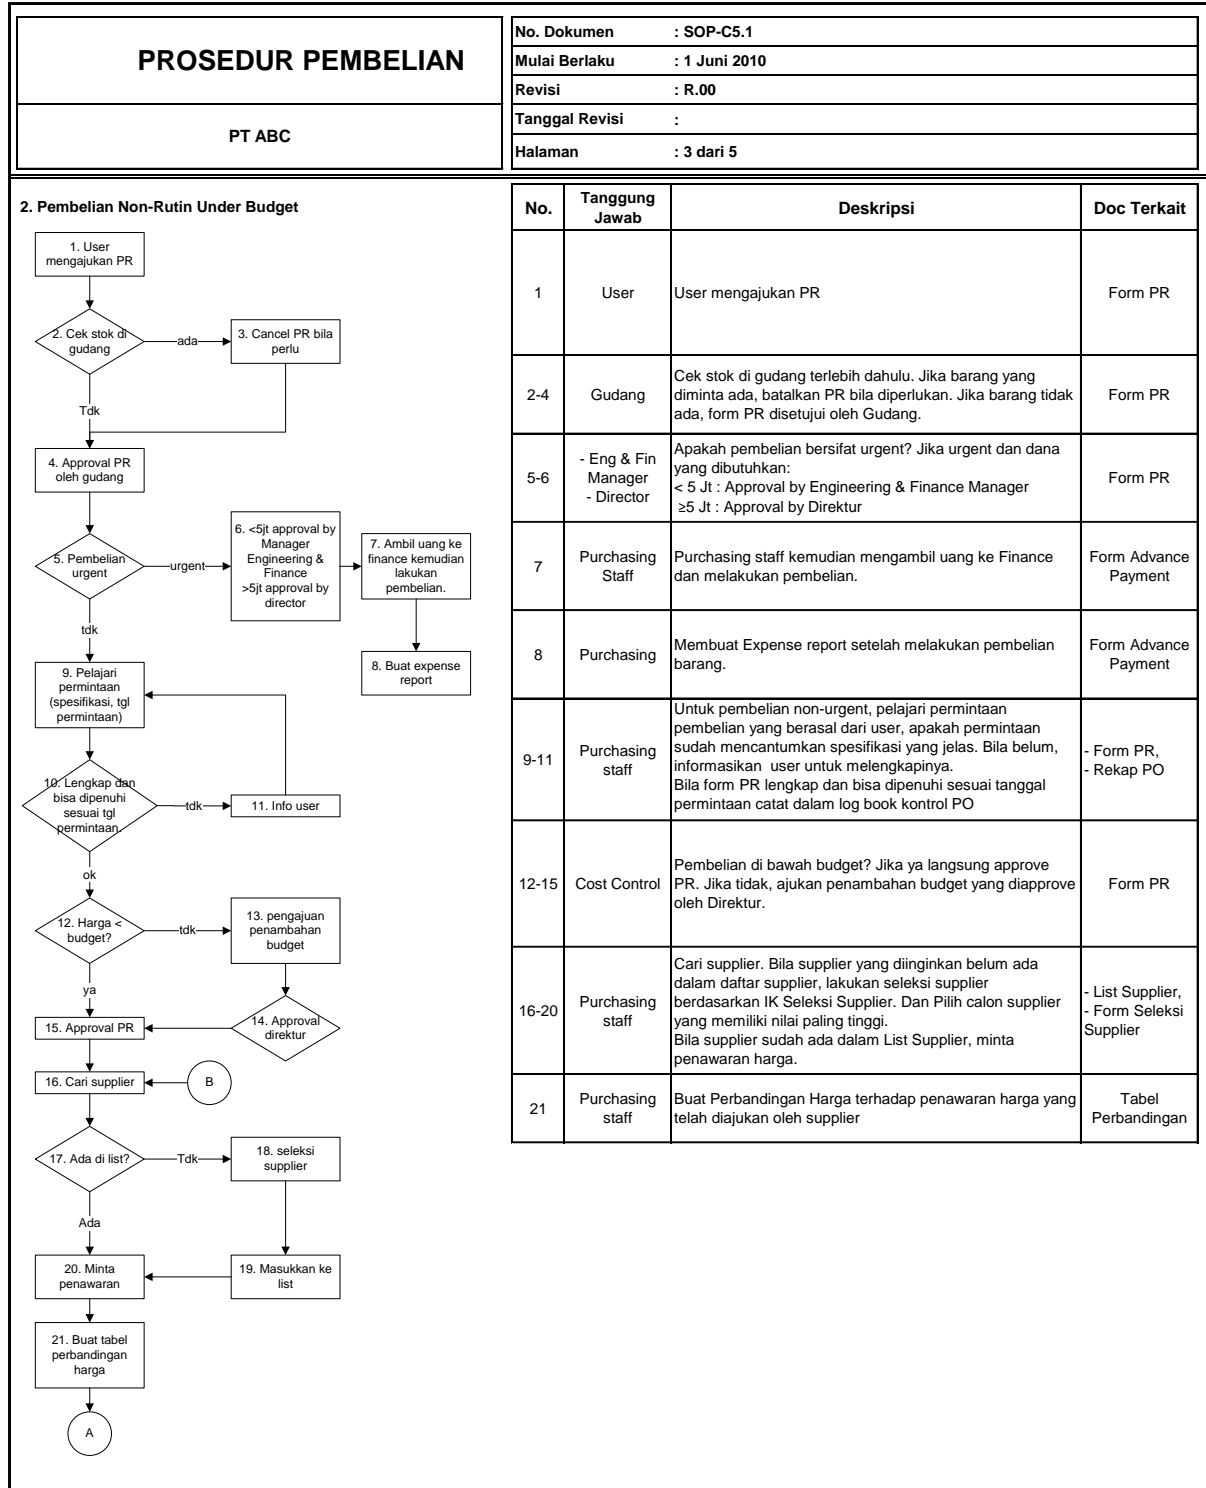 PROSEDUR PEMBELIAN
PT ABC
No. Dokumen : SOP-C5.1
Mulai Berlaku : 1 Juni 2010
Revisi : R.00
Tanggal Revisi :
Halaman : 3 dari 5
2. Pembelian Non-Rutin Under Budget
1. User
mengajukan PR
2. Cek stok di
gudang
ada
3. Cancel PR bila
perlu
Tdk
4. Approval PR
oleh gudang
5. Pembelian
urgent
urgent
6. <5jt approval by
Manager
Engineering &
Finance
>5jt approval by
director
7. Ambil uang ke
finance kemudian
lakukan
pembelian.
8. Buat expense
report
tdk
9. Pelajari
permintaan
(spesifikasi, tgl
permintaan)
10. Lengkap dan
bisa dipenuhi
sesuai tgl
permintaan.
tdk
11. Info user
ok
12. Harga <
budget?
tdk
13. pengajuan
penambahan
budget
14. Approval
direktur
ya
15. Approval PR
16. Cari supplier
B
17. Ada di list?
Tdk
18. seleksi
supplier
19. Masukkan ke
list
Ada
20. Minta
penawaran
21. Buat tabel
perbandingan
harga
A
No. Tanggung Jawab Deskripsi Doc Terkait
1 User User mengajukan PR Form PR
2-4 Gudang Cek stok di gudang terlebih dahulu. Jika barang yang
diminta ada, batalkan PR bila diperlukan. Jika barang tidak
ada, form PR disetujui oleh Gudang.
Form PR
5-6
- Eng & Fin
Manager
- Director
Apakah pembelian bersifat urgent? Jika urgent dan dana
yang dibutuhkan:
< 5 Jt : Approval by Engineering & Finance Manager
≥5 Jt : Approval by Direktur
Form PR
7
Purchasing
Staff
Purchasing staff kemudian mengambil uang ke Finance
dan melakukan pembelian.
Form Advance
Payment
8 Purchasing
Membuat Expense report setelah melakukan pembelian
barang.
Form Advance
Payment
9-11
Purchasing
staff
Untuk pembelian non-urgent, pelajari permintaan
pembelian yang berasal dari user, apakah permintaan
sudah mencantumkan spesifikasi yang jelas. Bila belum,
informasikan user untuk melengkapinya.
Bila form PR lengkap dan bisa dipenuhi sesuai tanggal
permintaan catat dalam log book kontrol PO
- Form PR,
- Rekap PO
12-15 Cost Control
Pembelian di bawah budget? Jika ya langsung approve
PR. Jika tidak, ajukan penambahan budget yang diapprove
oleh Direktur.
Form PR
16-20
Purchasing
staff
Cari supplier. Bila supplier yang diinginkan belum ada
dalam daftar supplier, lakukan seleksi supplier
berdasarkan IK Seleksi Supplier. Dan Pilih calon supplier
yang memiliki nilai paling tinggi.
Bila supplier sudah ada dalam List Supplier, minta
penawaran harga.
- List Supplier,
- Form Seleksi
Supplier
21
Purchasing
staff
Buat Perbandingan Harga terhadap penawaran harga yang
telah diajukan oleh supplier
Tabel
Perbandingan